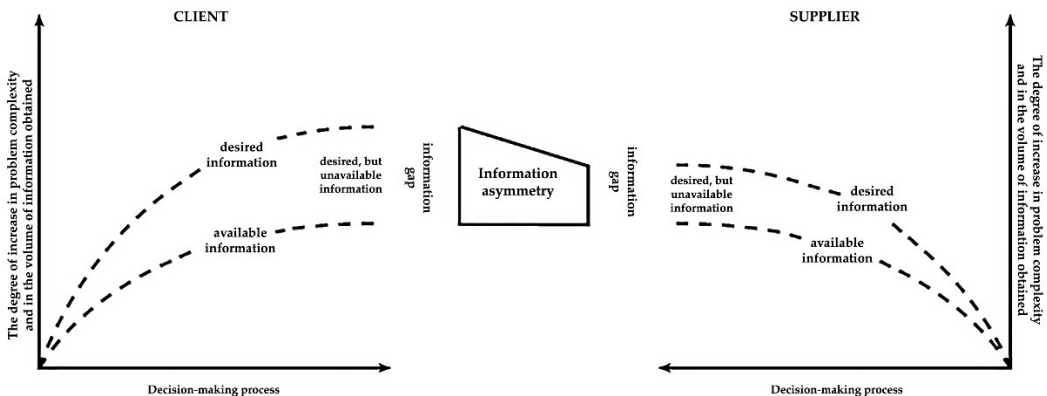 CLIENT
The degree of increase in problem complexity
and in the volume of information obtained
desired
information
desired, but
unavailable
information
information
gap
available
information
Decision-making process
Information
asymmetry
SUPPLIER
information
gap
desired, but
unavailable
information
desired
information
available
information
The degree of increase in problem complexity
and in the volume of information obtained
Decision-making process